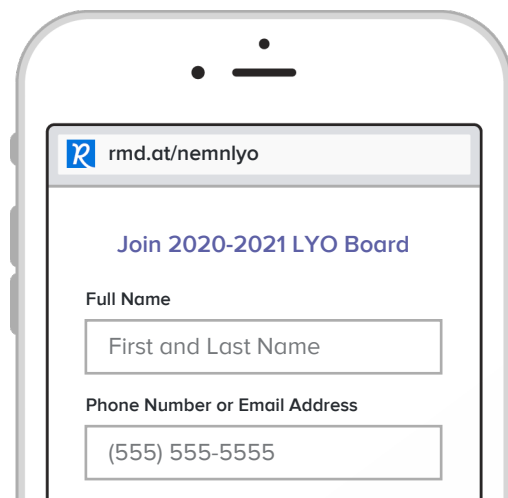 rmd.at/nemnlyo
Join 2020-2021 LYO Board
Full Name
First and Last Name
Phone Number or Email Address
(555) 555-5555